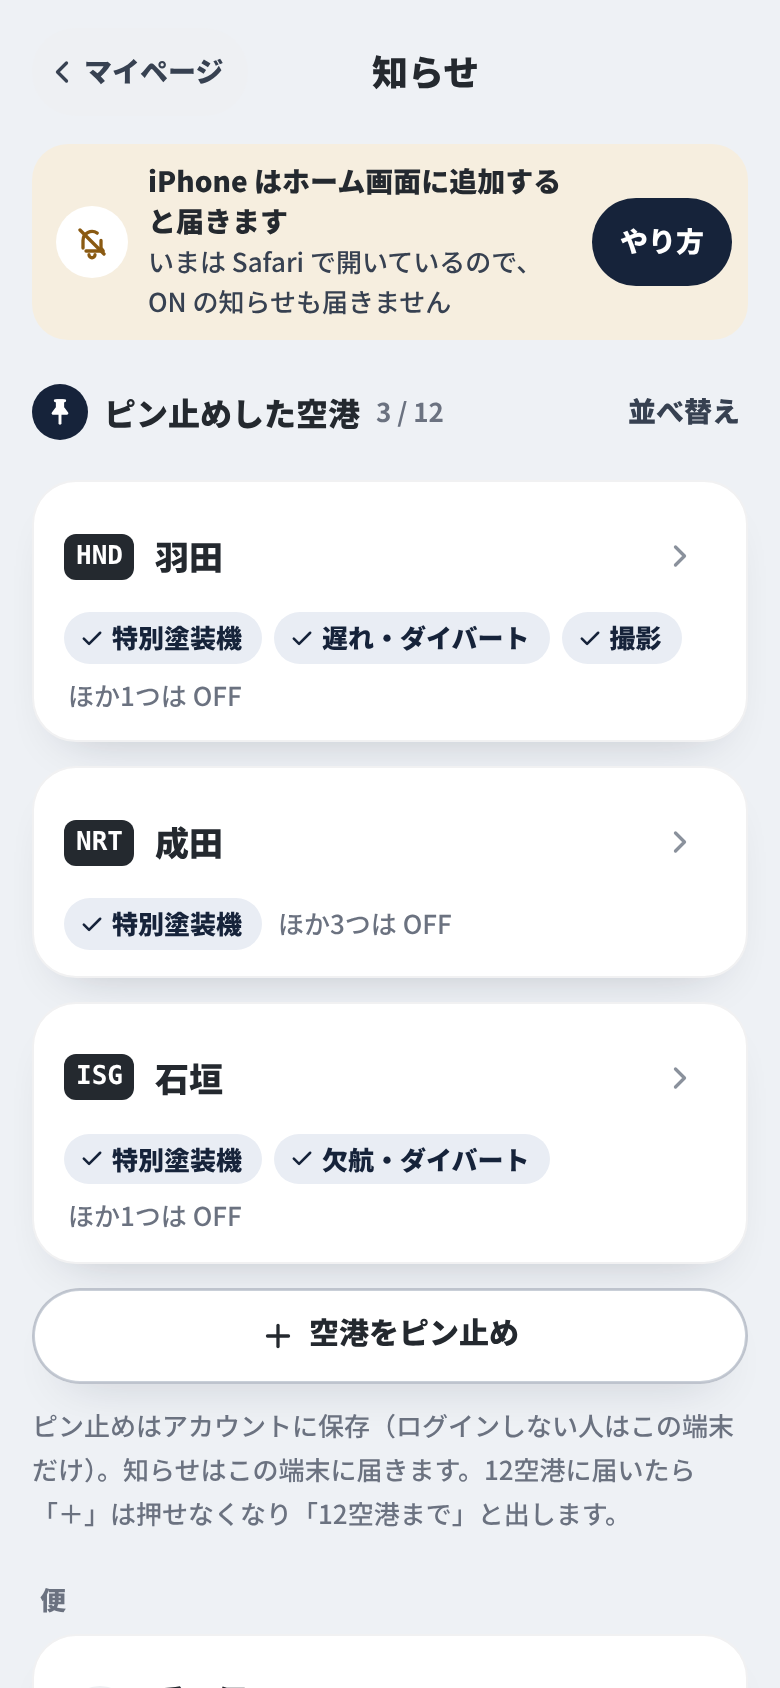 マイページ
知らせ
iPhone はホーム画面に追加する
と届きます
いまは Safari で開いているので、
ON の知らせも届きません
やり方
ピン止めした空港 3 / 12
並べ替え
HND 羽田
特別塗装機 遅れ・ダイバート 撮影
ほか1つは OFF
NRT 成田
特別塗装機 ほか3つは OFF
ISG 石垣
特別塗装機 欠航・ダイバート
ほか1つは OFF
＋ 空港をピン止め
ピン止めはアカウントに保存（ログインしない人はこの端末
だけ）。知らせはこの端末に届きます。12空港に届いたら
「＋」は押せなくなり「12空港まで」と出します。
便